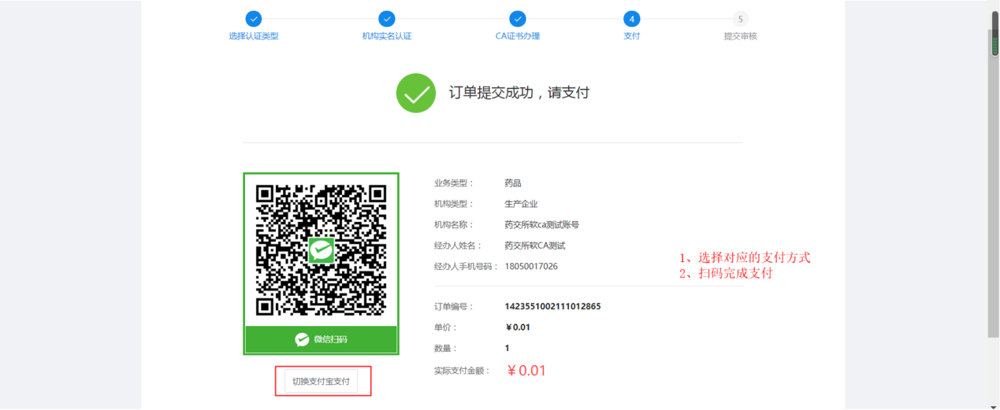 4
5
选择认证类型
机构实名认证
CA证书办理
支付
提交审核
订单提交成功，请支付
业务类型： 药品
机构类型： 生产企业
机构名称： 药交所软ca测试账号
经办人姓名： 药交所软CA测试
经办人手机号码： 18050017026
1、选择对应的支付方式
2、扫码完成支付
订单编号： 1423551002111012865
单价： ￥0.01
数量： 1
实际支付金额： ￥0.01
微信扫码
切换支付宝支付